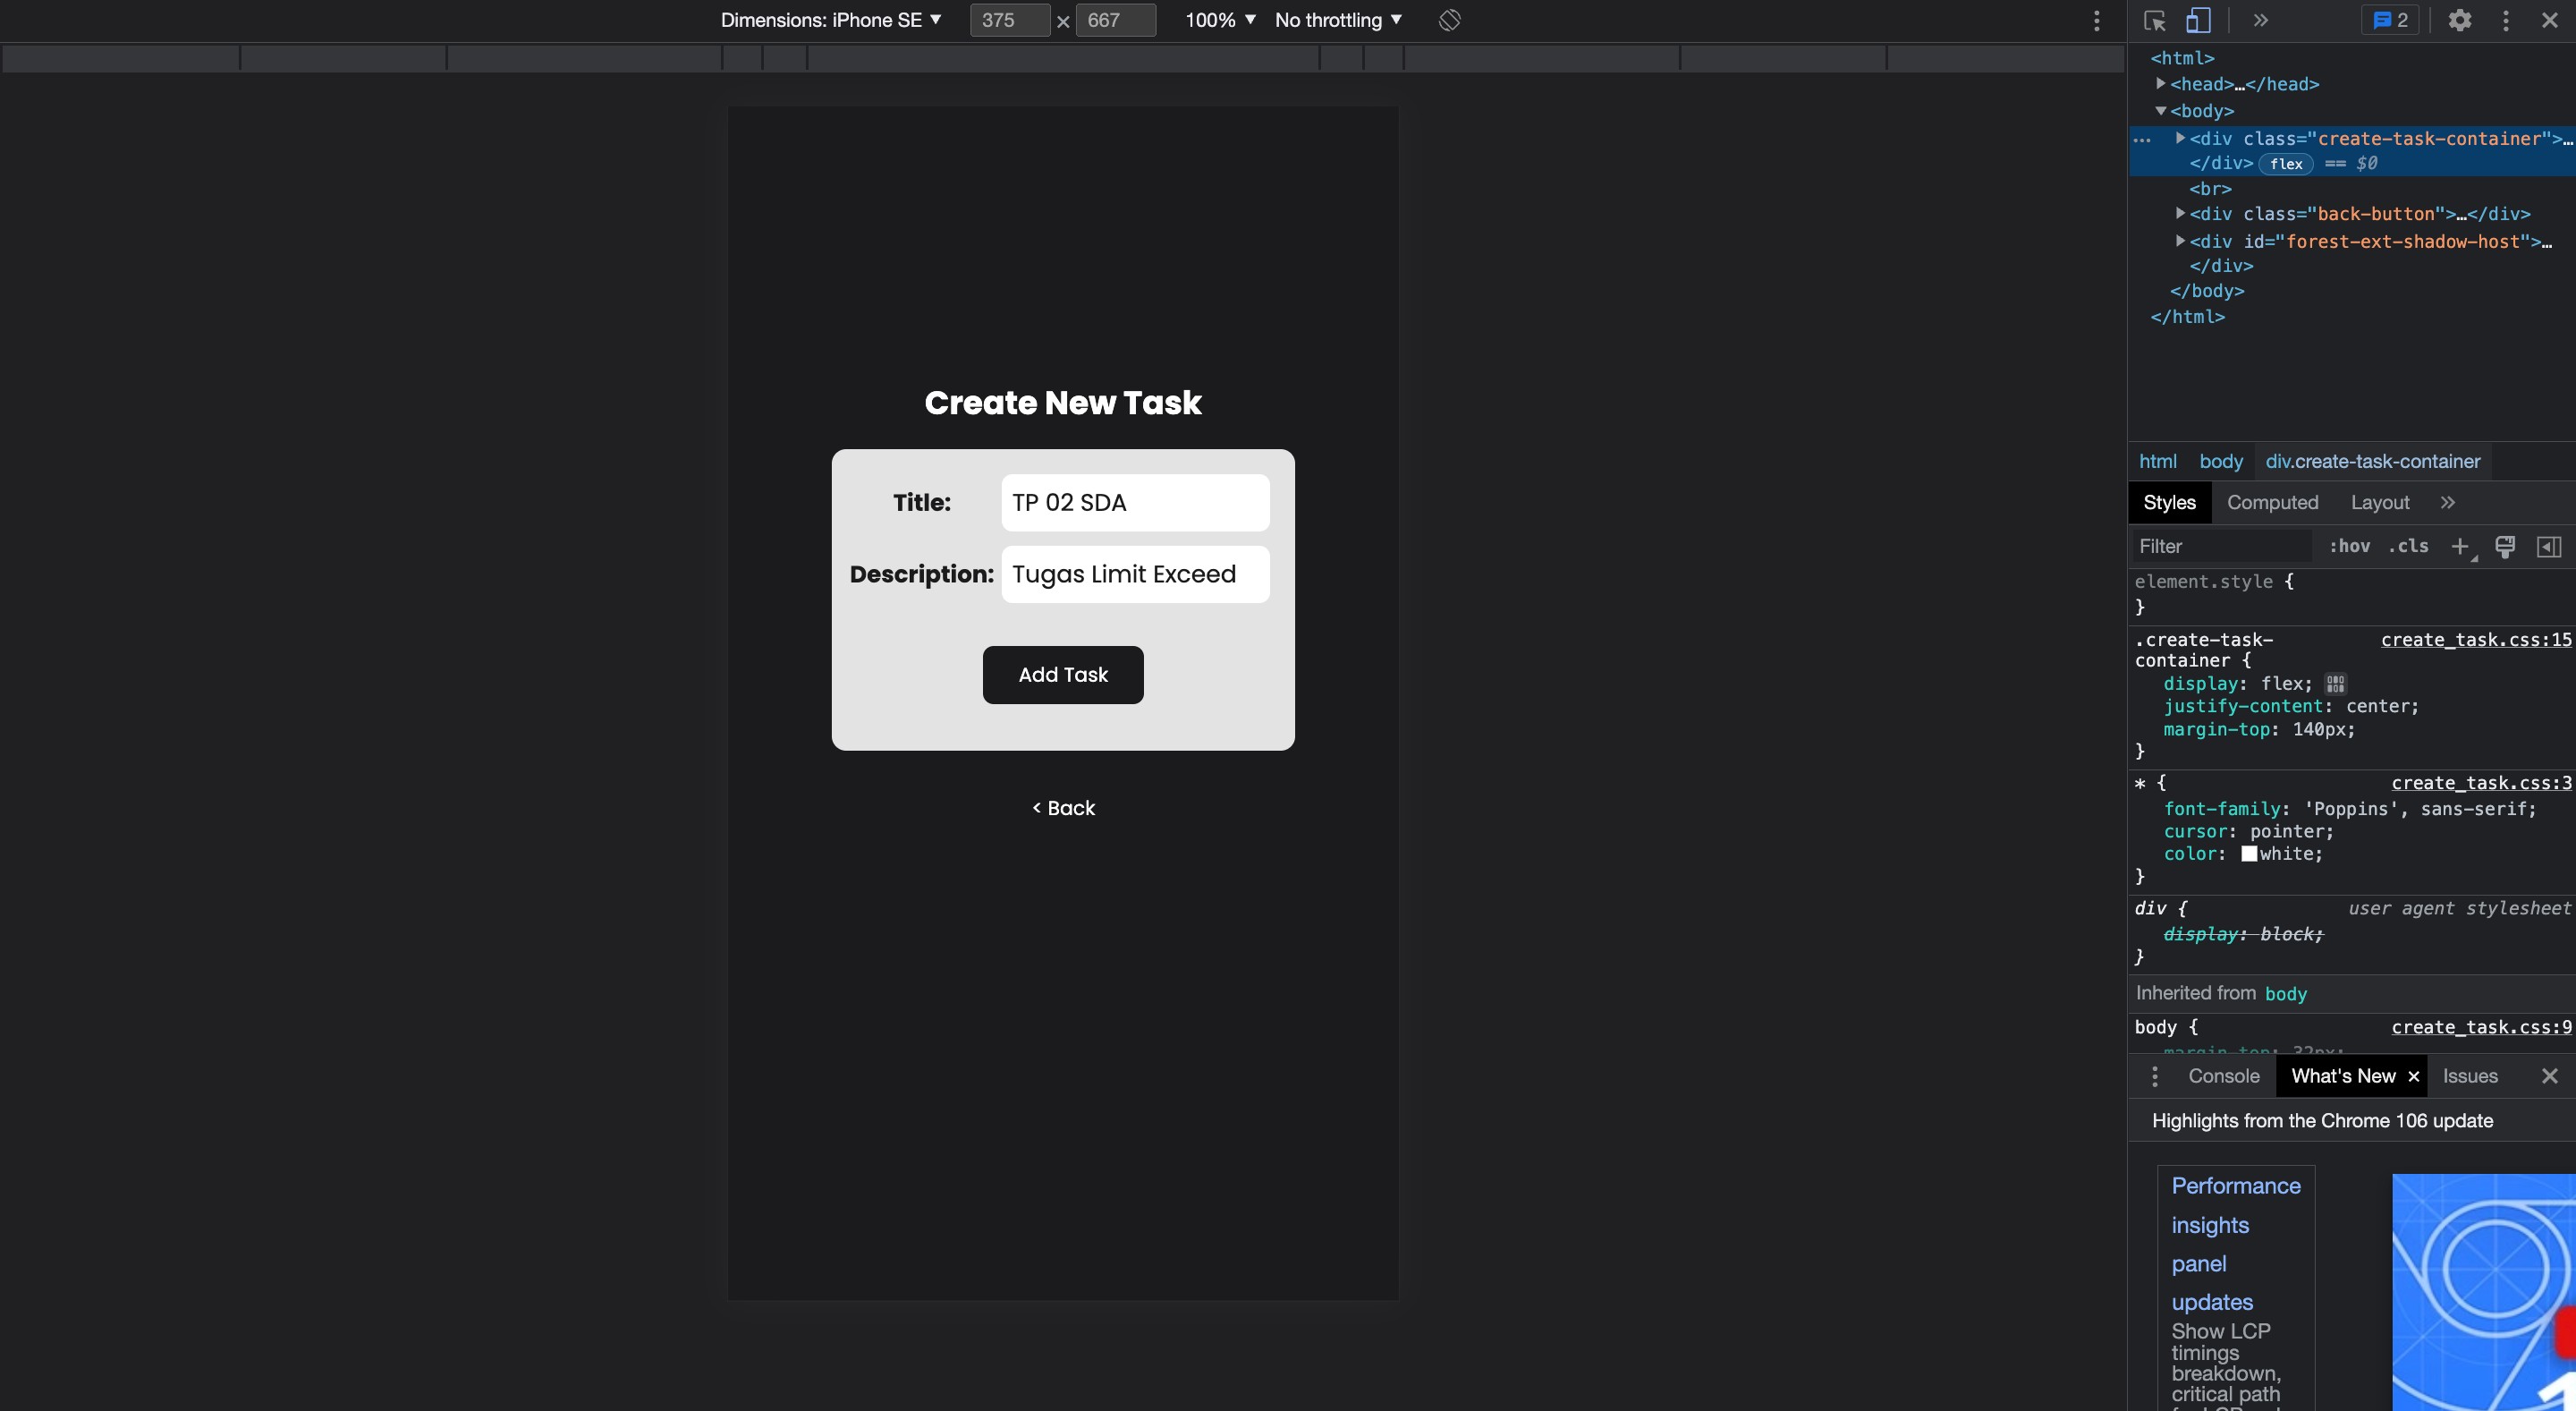 Dimensions: iPhone SE ▼ 375 × 667 100% ▼ No throttling ▼
2
Create New Task
Title: TP 02 SDA
Description: Tugas Limit Exceed
Add Task
< Back
<html>
<head>…</head>
<body>
<div class="create-task-container">…
</div> flex == $0
<br>
<div class="back-button">…</div>
<div id="forest-ext-shadow-host">…
</div>
</body>
</html>
html body div.create-task-container
Styles Computed Layout
Filter :hov .cls
element.style {
}
.create-task- create_task.css:15
container {
display: flex;
justify-content: center;
margin-top: 140px;
}
* { create_task.css:3
font-family: 'Poppins', sans-serif;
cursor: pointer;
color: white;
}
div { user agent stylesheet
display: block;
}
Inherited from body
body { create_task.css:9
margin-top: 32px;
Console What's New Issues
Highlights from the Chrome 106 update
Performance
insights
panel
updates
Show LCP
timings
breakdown,
critical path